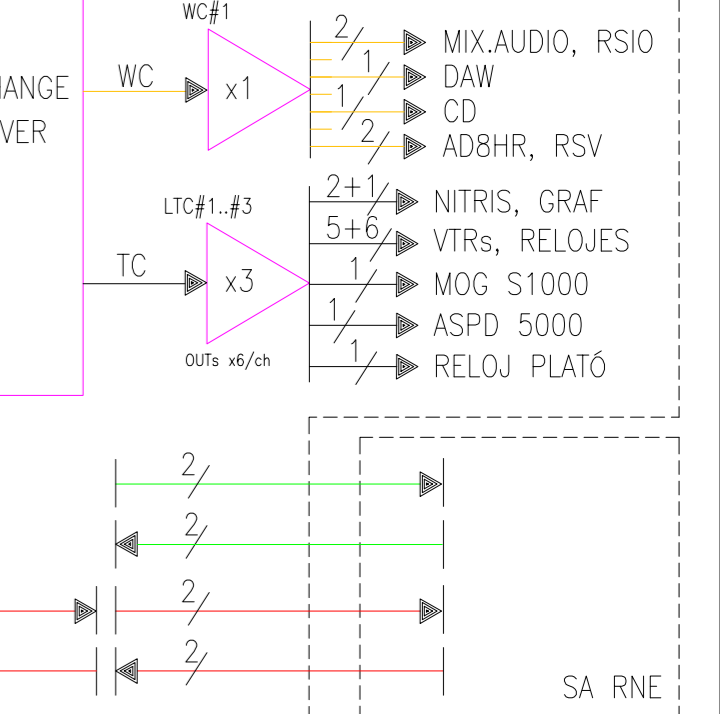 WC#1
2
MIX.AUDIO, RSIO
WC
x1
1
DAW
1
CD
2
AD8HR, RSV
VER
LTC#1..#3
2+1
NITRIS, GRAF
5+6
VTRs, RELOJES
TC
x3
1
MOG S1000
1
ASPD 5000
OUTs x6/ch
1
RELOJ PLATÓ
2
2
2
2
SA RNE